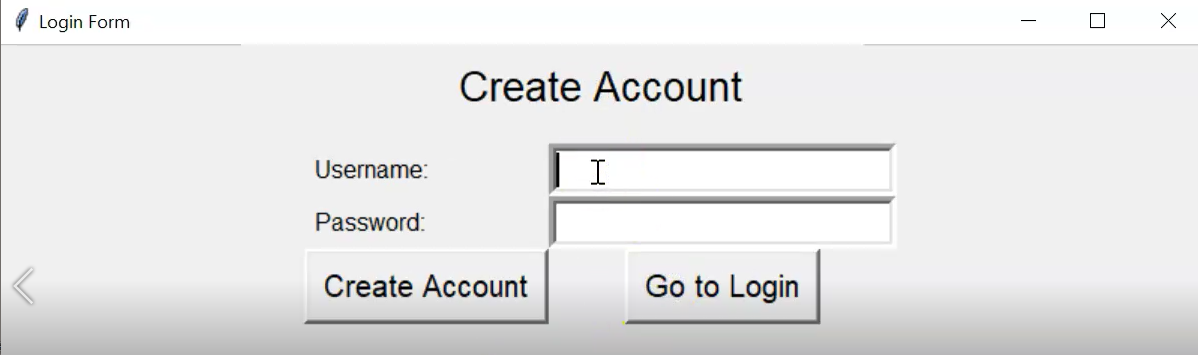 Login Form
Create Account
Username:
Password:
Create Account Go to Login